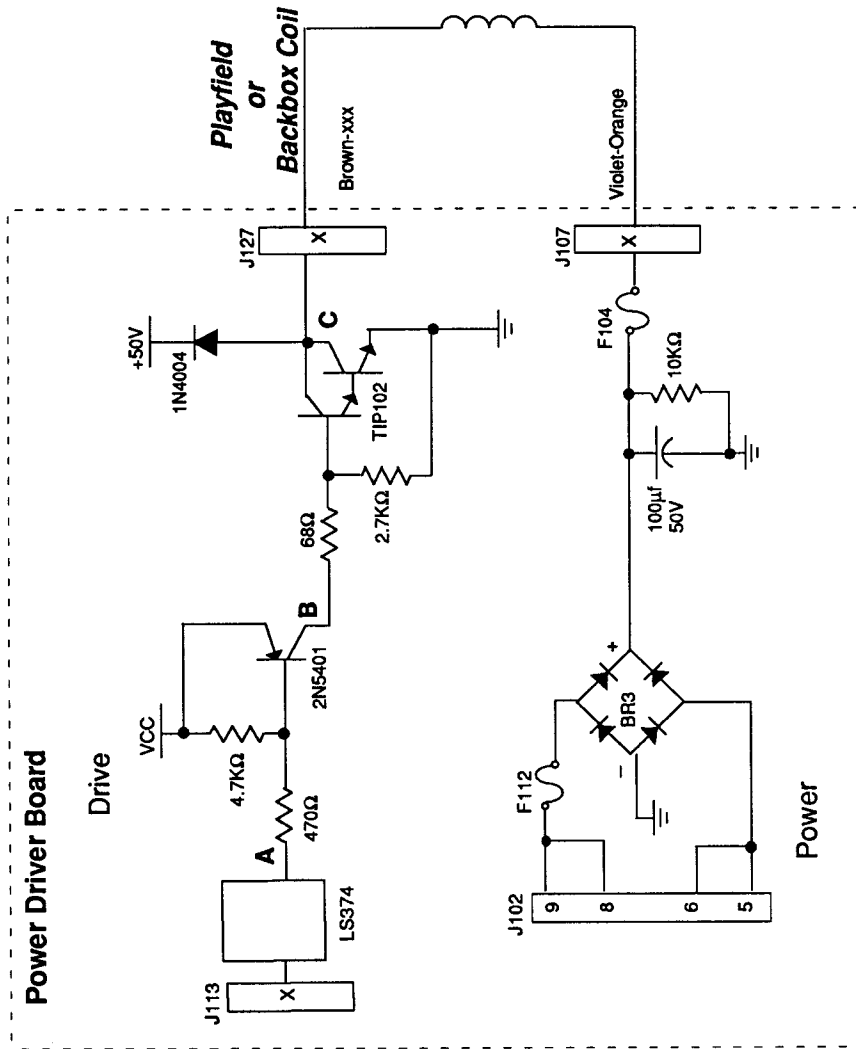 Power Driver Board
Drive
Playfield
or
Backbox Coil
J113
X
LS374
A
470Ω
4.7KΩ
VCC
2N5401
B
68Ω
2.7KΩ
TIP102
C
+50V
1N4004
J127
X
Brown-xxx
Violet-Orange
J107
X
F104
10KΩ
100µf
50V
+
BR3
−
F112
J102
9
8
6
5
Power